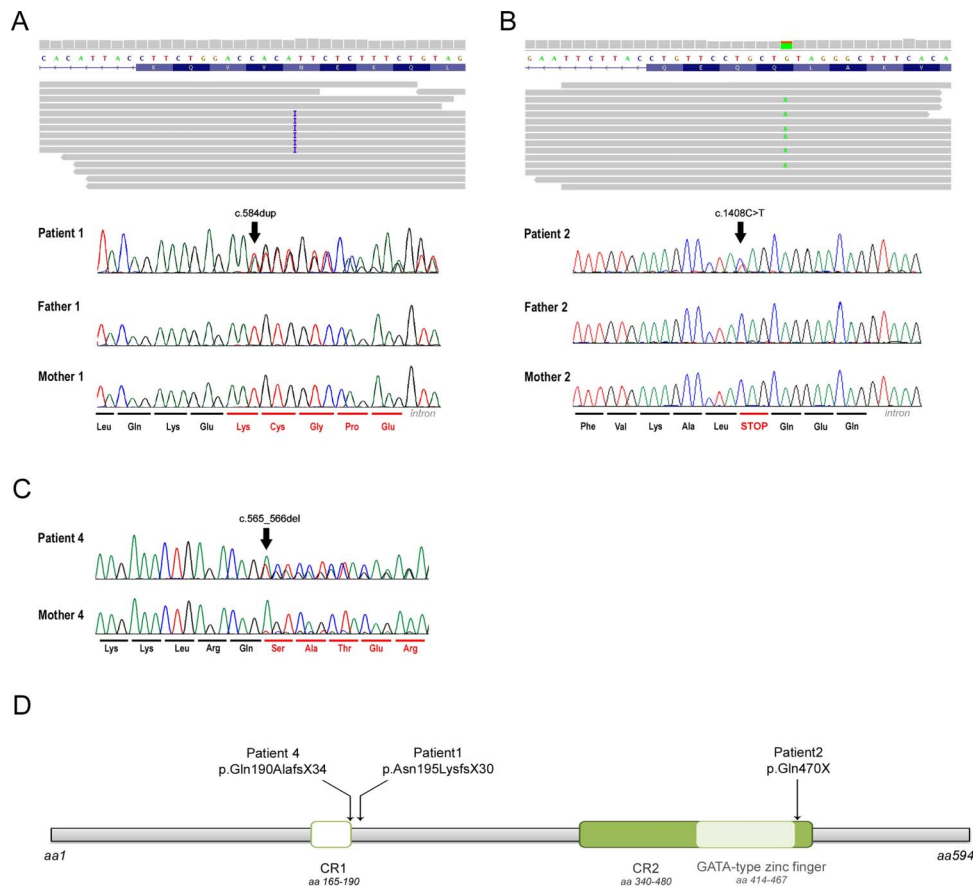 A
C A C A T T A C C T T C T G G A C C A C A T T C T C T T T C T G T A G
K Q V V N E K Q L
c.584dup
Patient 1
Father 1
Mother 1
intron
Leu Gln Lys Glu Lys Cys Gly Pro Glu
B
G A A T T C T T A C C T G T T C C T G C T G T A G G G C T T T C A C A
Q E Q Q L A K V
A
A
A
A
A
A
c.1408C>T
Patient 2
Father 2
Mother 2
intron
Phe Val Lys Ala Leu STOP Gln Glu Gln
C
c.565_566del
Patient 4
Mother 4
Lys Lys Leu Arg Gln Ser Ala Thr Glu Arg
D
Patient 4
p.Gln190AlafsX34
Patient1
p.Asn195LysfsX30
Patient2
p.Gln470X
aa1
aa594
CR1
aa 165-190
CR2
aa 340-480
GATA-type zinc finger
aa 414-467